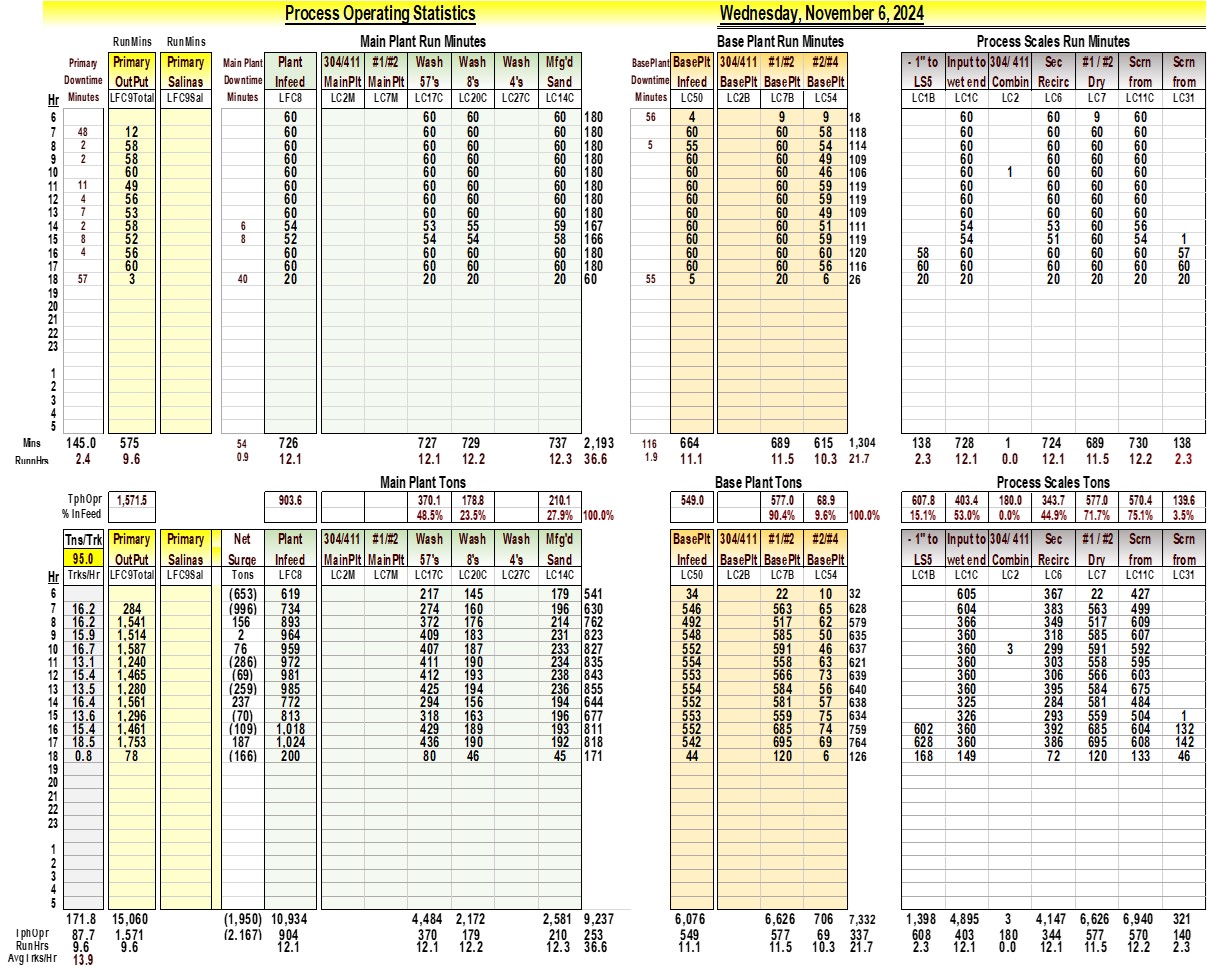 Process Operating Statistics Wednesday, November 6, 2024
RunMins RunMins Main Plant Run Minutes Base Plant Run Minutes Process Scales Run Minutes
Primary Primary Primary Main Plant Plant 304/411 #1/#2 Wash Wash Wash Mfg'd BasePlant BasePlt 304/411 #1/#2 #2/#4 - 1" to Input to 304/ 411 Sec #1 / #2 Scrn Scrn
Downtime OutPut Salinas Downtime Infeed MainPlt MainPlt 57's 8's 4's Sand Downtime Infeed BasePlt BasePlt BasePlt LS5 wet end Combin Recirc Dry from from
Hr Minutes LFC9Total LFC9Sal Minutes LFC8 LC2M LC7M LC17C LC20C LC27C LC14C Minutes LC50 LC2B LC7B LC54 LC1B LC1C LC2 LC6 LC7 LC11C LC31
6 60 60 60 60 180 56 4 9 9 18 60 60 9 60
7 48 12 60 60 60 60 180 60 60 58 118 60 60 60 60
8 2 58 60 60 60 60 180 5 55 60 54 114 60 60 60 60
9 2 58 60 60 60 60 180 60 60 49 109 60 60 60 60
10 60 60 60 60 60 180 60 60 46 106 60 1 60 60 60
11 11 49 60 60 60 60 180 60 60 59 119 60 60 60 60
12 4 56 60 60 60 60 180 60 60 59 119 60 60 60 60
13 7 53 60 60 60 60 180 60 60 49 109 60 60 60 60
14 2 58 6 54 53 55 59 167 60 60 51 111 54 53 60 56
15 8 52 8 52 54 54 58 166 60 60 59 119 54 51 60 54 1
16 4 56 60 60 60 60 180 60 60 60 120 58 60 60 60 60 57
17 60 60 60 60 60 180 60 60 56 116 60 60 60 60 60 60
18 57 3 40 20 20 20 20 60 55 5 20 6 26 20 20 20 20 20 20
19
20
21
22
23
1
2
3
4
5
Mins 145.0 575 54 726 727 729 737 2,193 116 664 689 615 1,304 138 728 1 724 689 730 138
RunnHrs 2.4 9.6 0.9 12.1 12.1 12.2 12.3 36.6 1.9 11.1 11.5 10.3 21.7 2.3 12.1 0.0 12.1 11.5 12.2 2.3
Main Plant Tons Base Plant Tons Process Scales Tons
TphOpr 1,571.5 903.6 370.1 178.8 210.1 549.0 577.0 68.9 607.8 403.4 180.0 343.7 577.0 570.4 139.6
% InFeed 48.5% 23.5% 27.9% 100.0% 90.4% 9.6% 100.0% 15.1% 53.0% 0.0% 44.9% 71.7% 75.1% 3.5%
Tns/Trk Primary Primary Net Plant 304/411 #1/#2 Wash Wash Wash Mfg'd BasePlt 304/411 #1/#2 #2/#4 - 1" to Input to 304/ 411 Sec #1 / #2 Scrn Scrn
95.0 OutPut Salinas Surge Infeed MainPlt MainPlt 57's 8's 4's Sand Infeed BasePlt BasePlt BasePlt LS5 wet end Combin Recirc Dry from from
Hr Trks/Hr LFC9Total LFC9Sal Tons LFC8 LC2M LC7M LC17C LC20C LC27C LC14C LC50 LC2B LC7B LC54 LC1B LC1C LC2 LC6 LC7 LC11C LC31
6 (653) 619 217 145 179 541 34 22 10 32 605 367 22 427
7 16.2 284 (996) 734 274 160 196 630 546 563 65 628 604 383 563 499
8 16.2 1,541 156 893 372 176 214 762 492 517 62 579 366 349 517 609
9 15.9 1,514 2 964 409 183 231 823 548 585 50 635 360 318 585 607
10 16.7 1,587 76 959 407 187 233 827 552 591 46 637 360 3 299 591 592
11 13.1 1,240 (286) 972 411 190 234 835 554 558 63 621 360 303 558 595
12 15.4 1,465 (69) 981 412 193 238 843 553 566 73 639 360 306 566 603
13 13.5 1,280 (259) 985 425 194 236 855 554 584 56 640 360 395 584 675
14 16.4 1,561 237 772 294 156 194 644 552 581 57 638 325 284 581 484
15 13.6 1,296 (70) 813 318 163 196 677 553 559 75 634 326 293 559 504 1
16 15.4 1,461 (109) 1,018 429 189 193 811 552 685 74 759 602 360 392 685 604 132
17 18.5 1,753 187 1,024 436 190 192 818 542 695 69 764 628 360 386 695 608 142
18 0.8 78 (166) 200 80 46 45 171 44 120 6 126 168 149 72 120 133 46
19
20
21
22
23
1
2
3
4
5
171.8 15,060 (1,950) 10,934 4,484 2,172 2,581 9,237 6,076 6,626 706 7,332 1,398 4,895 3 4,147 6,626 6,940 321
TphOpr 87.7 1,571 (2.167) 904 370 179 210 253 549 577 69 337 608 403 180 344 577 570 140
RunHrs 9.6 9.6 12.1 12.1 12.2 12.3 36.6 11.1 11.5 10.3 21.7 2.3 12.1 0.0 12.1 11.5 12.2 2.3
Avg Trks/Hr 13.9